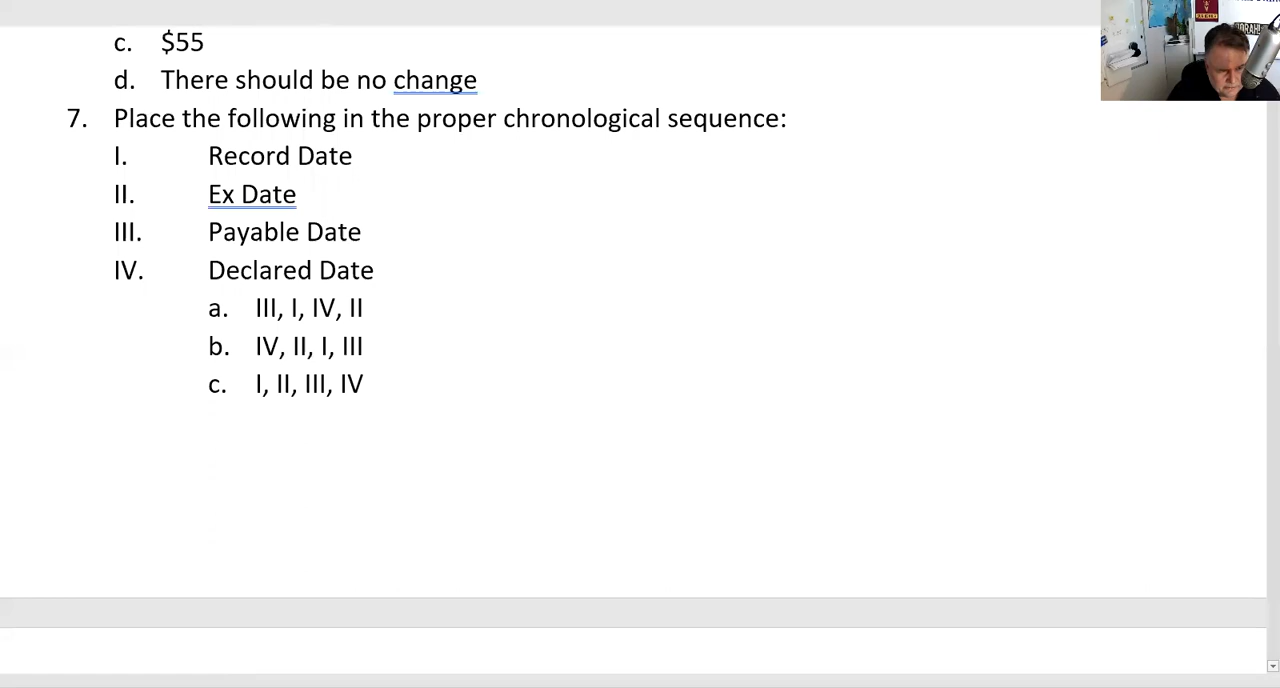 c. $55
d. There should be no change
7. Place the following in the proper chronological sequence:
I. Record Date
II. Ex Date
III. Payable Date
IV. Declared Date
a. III, I, IV, II
b. IV, II, I, III
c. I, II, III, IV